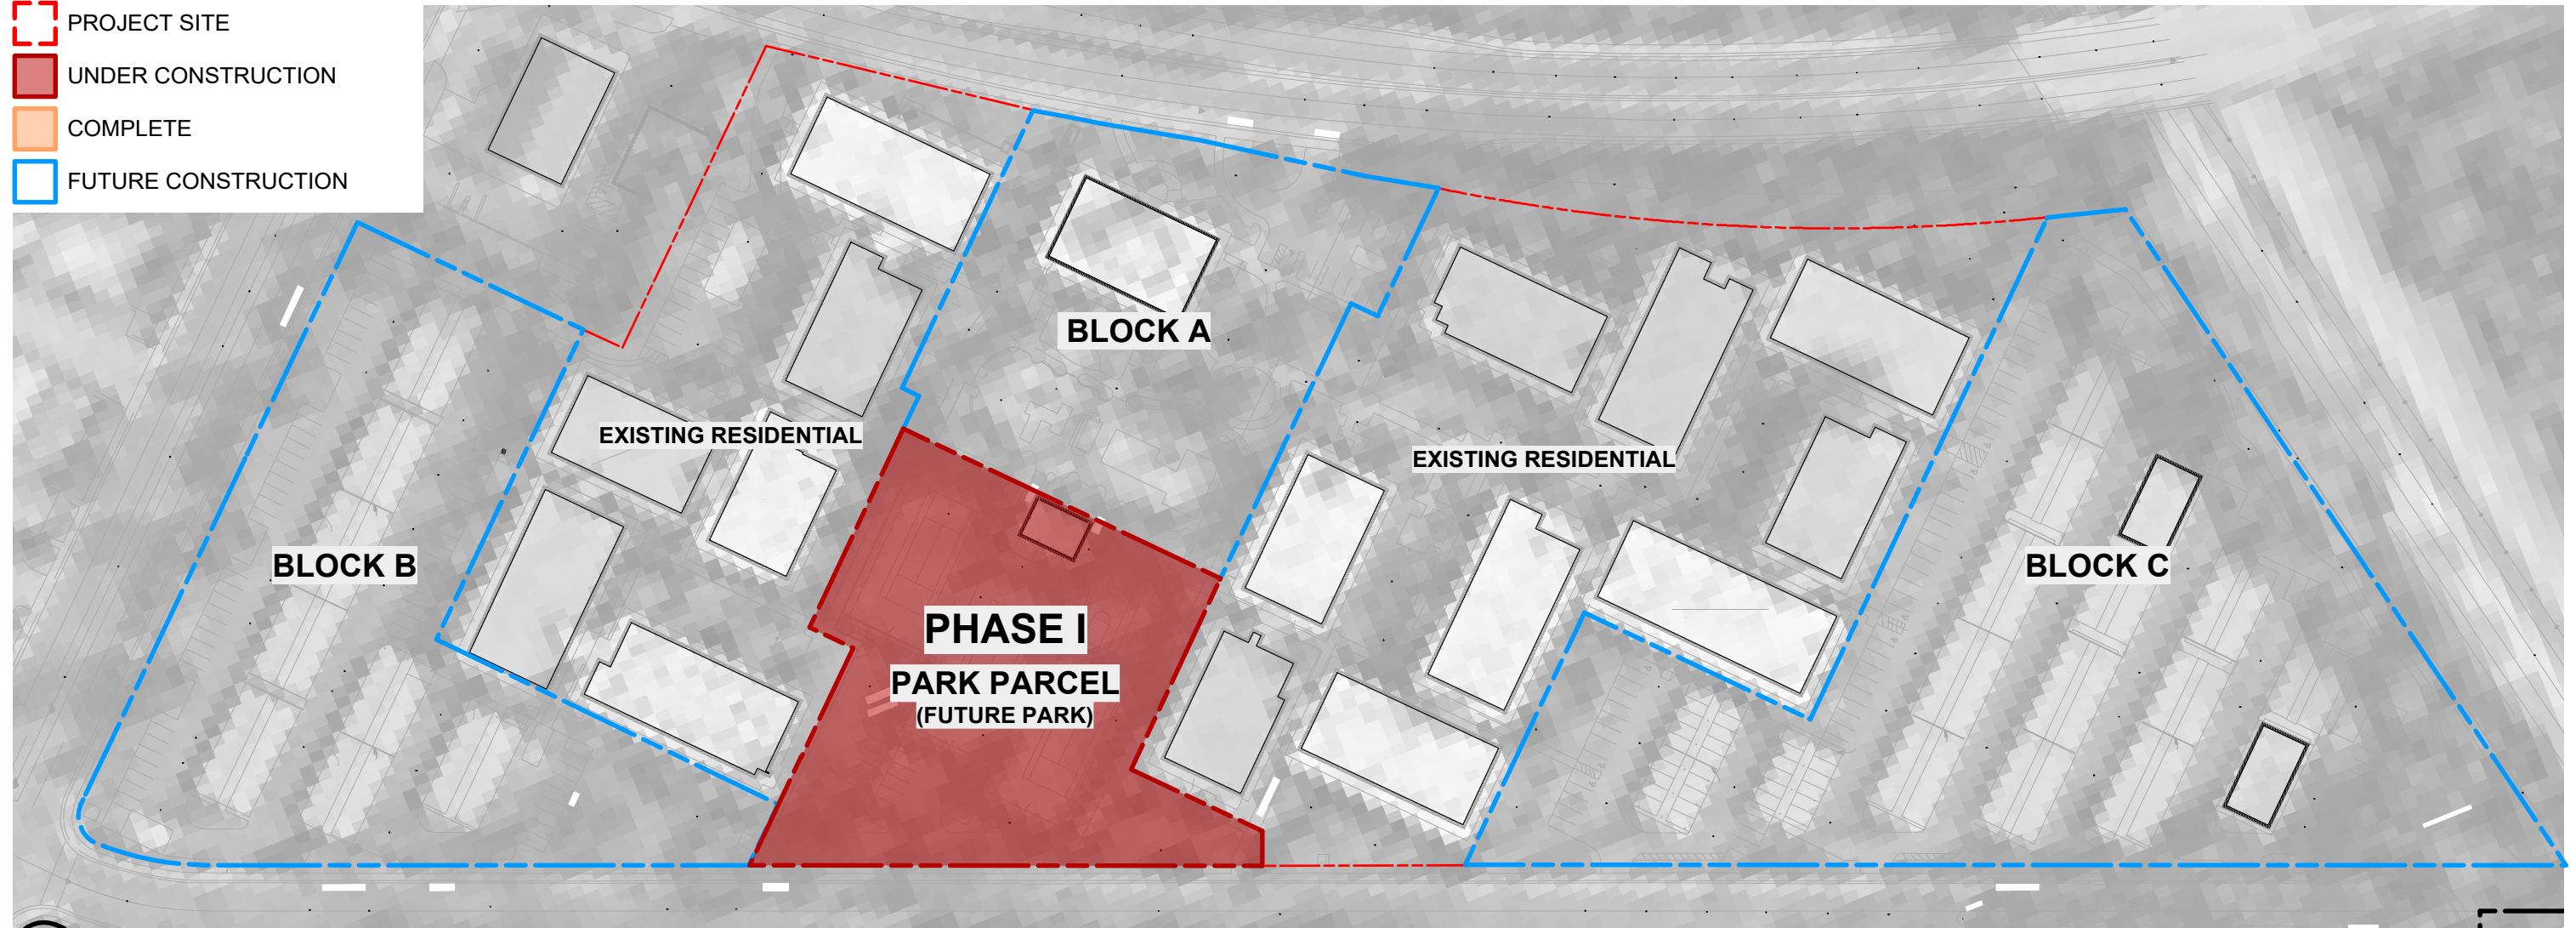 PROJECT SITE
UNDER CONSTRUCTION
COMPLETE
FUTURE CONSTRUCTION
BLOCK A
EXISTING RESIDENTIAL
EXISTING RESIDENTIAL
BLOCK B
BLOCK C
PHASE I
PARK PARCEL
(FUTURE PARK)